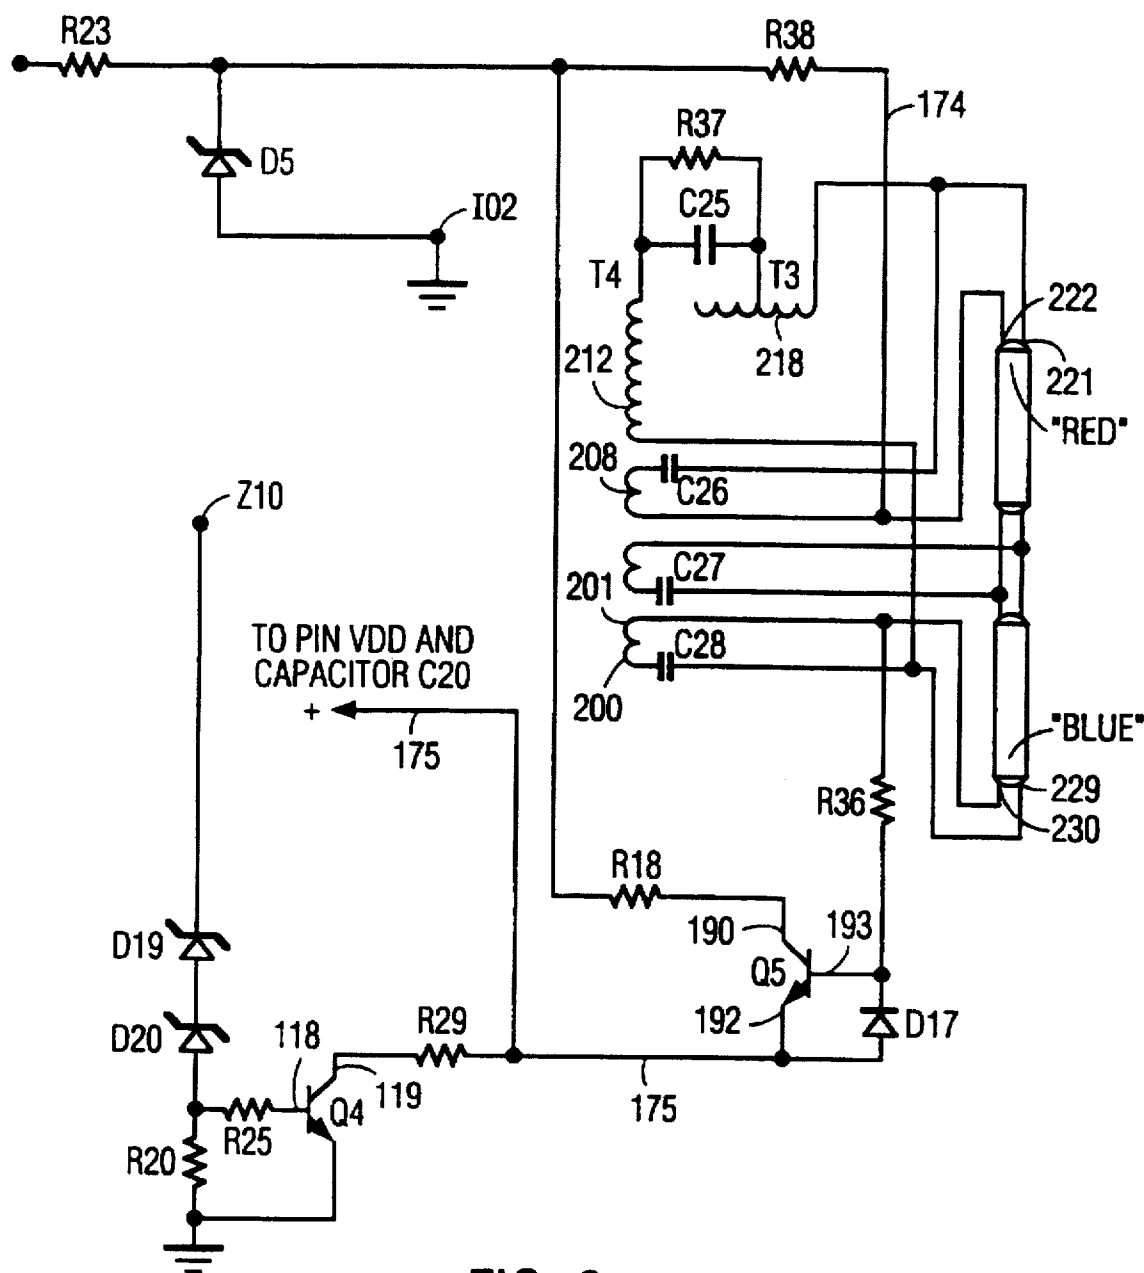 R23
R38
174
R37
D5
C25
I02
T4
T3
222
212
218
221
"RED"
208
C26
Z10
C27
201
TO PIN VDD AND
CAPACITOR C20
C28
200
+
175
"BLUE"
229
R36
230
R18
190
193
D19
Q5
192
D17
R29
D20
118
119
Q4
175
R25
R20